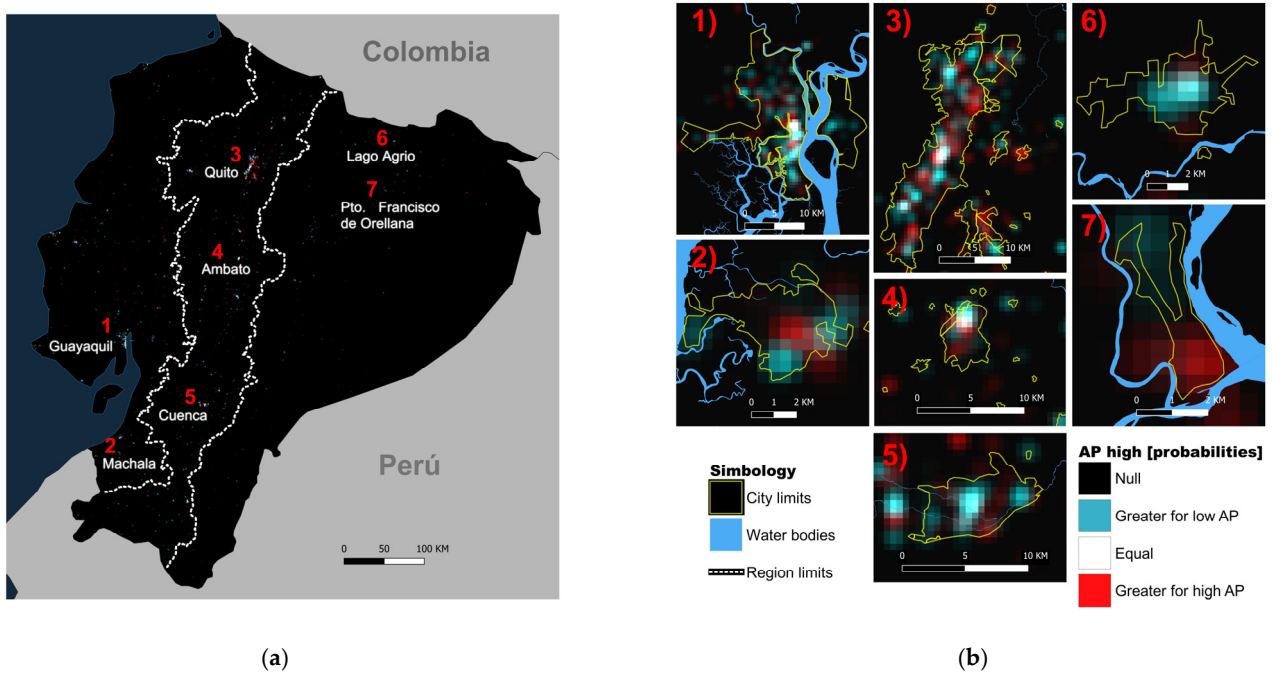 Colombia
6
Lago Agrio
3
Quito
7
Pto. Francisco
de Orellana
4
Ambato
1
Guayaquil
5
Cuenca
2
Machala
Perú
0 50 100 KM
(a)
1)
0 5 10 KM
2)
0 1 2 KM
3)
0 5 10 KM
4)
0 5 10 KM
5)
0 5 10 KM
6)
0 1 2 KM
7)
0 1 2 KM
Simbology
City limits
Water bodies
Region limits
AP high [probabilities]
Null
Greater for low AP
Equal
Greater for high AP
(b)